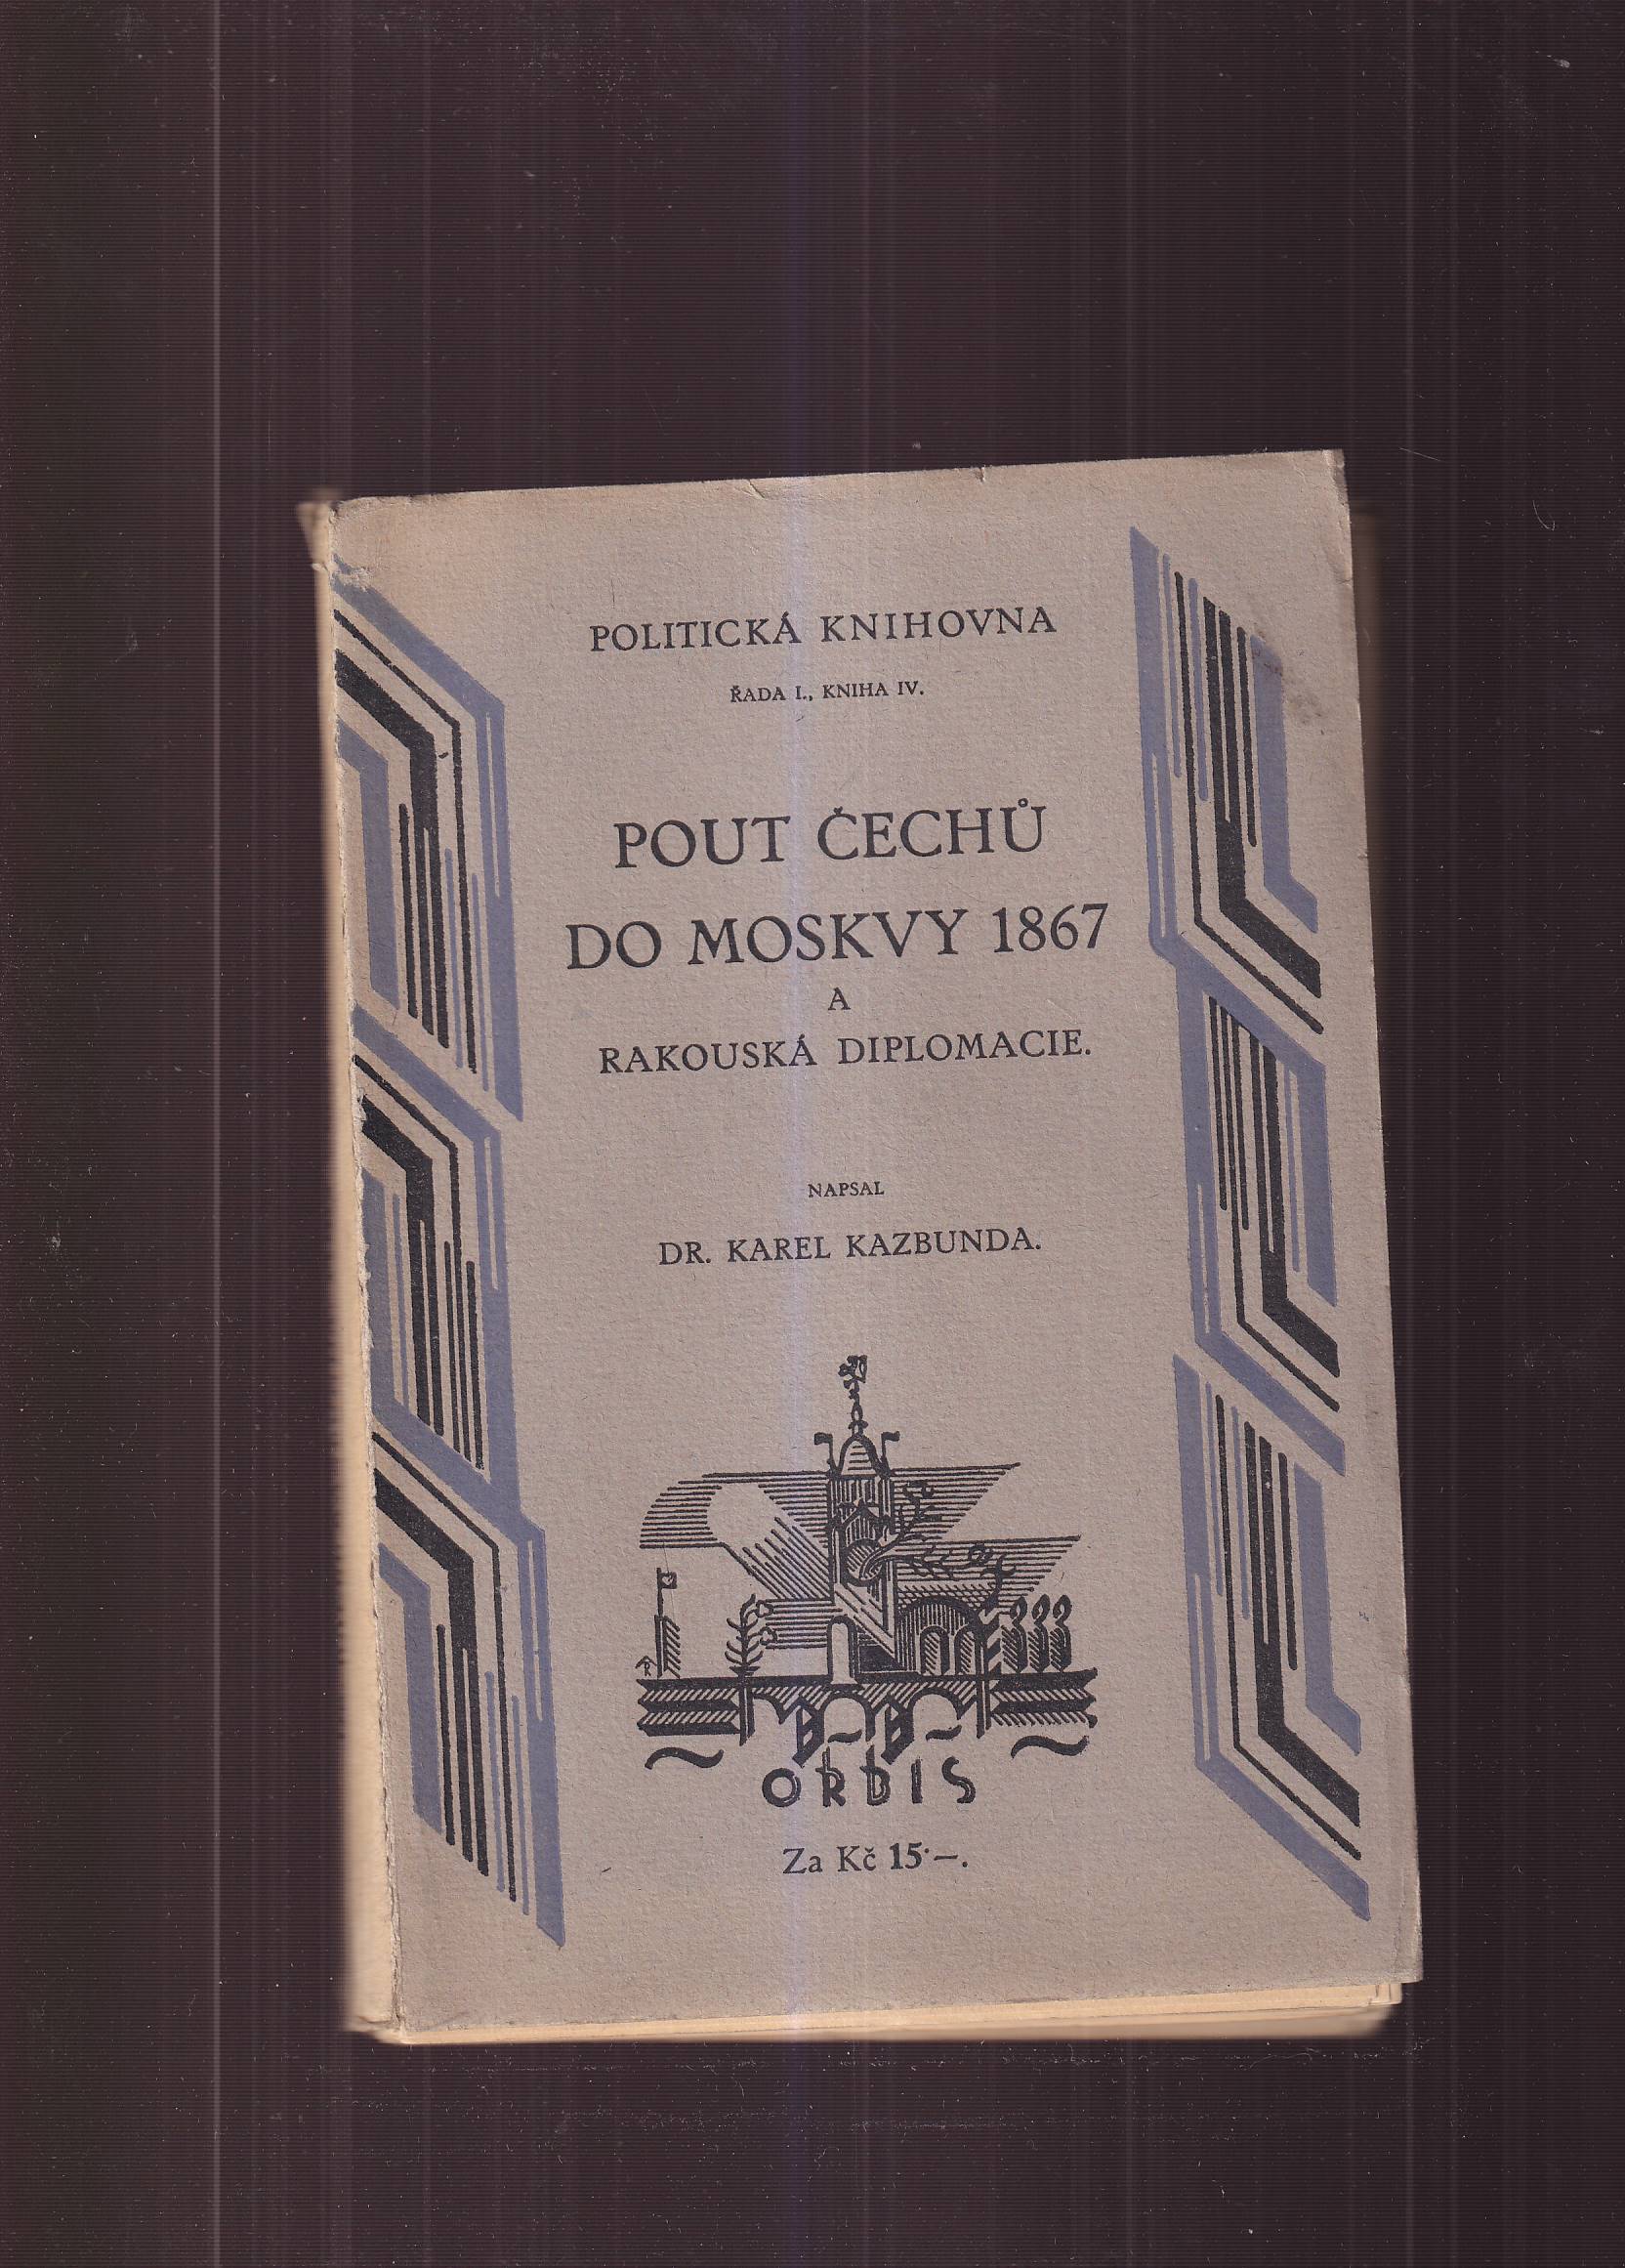 POLITICKÁ KNIHOVNA
ŘADA I., KNIHA IV.
POUT ČECHŮ
DO MOSKVY 1867
A
RAKOUSKÁ DIPLOMACIE.
NAPSAL
DR. KAREL KAZBUNDA.
ORBIS
Za Kč 15·–.